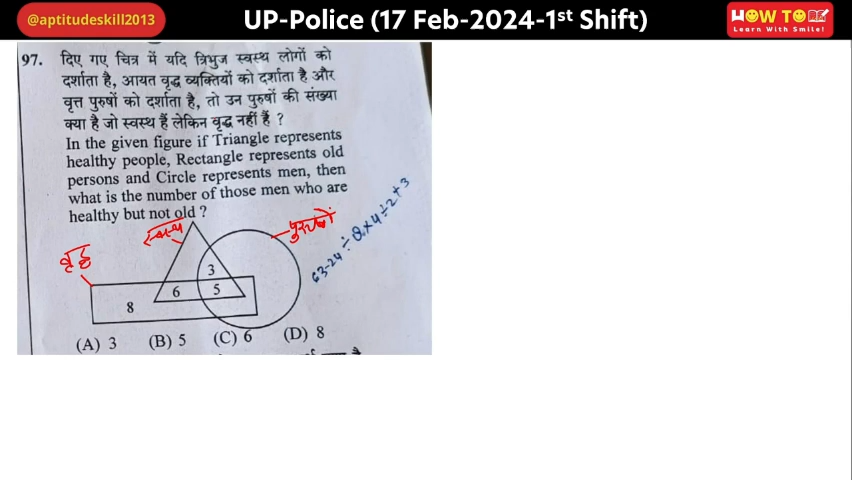 @aptitudeskill2013
UP-Police (17 Feb-2024-1st Shift)
HOW TO
Learn With Smile!
97. दिए गए चित्र में यदि त्रिभुज स्वस्थ लोगों को
दर्शाता है, आयत वृद्ध व्यक्तियों को दर्शाता है और
वृत्त पुरुषों को दर्शाता है, तो उन पुरुषों की संख्या
क्या है जो स्वस्थ हैं लेकिन वृद्ध नहीं हैं ?
In the given figure if Triangle represents
healthy people, Rectangle represents old
persons and Circle represents men, then
what is the number of those men who are
healthy but not old ?
स्वस्थ
पुरुषों
वृद्ध
63-24÷8×4÷2+3
3
6
5
8
(A) 3 (B) 5 (C) 6 (D) 8